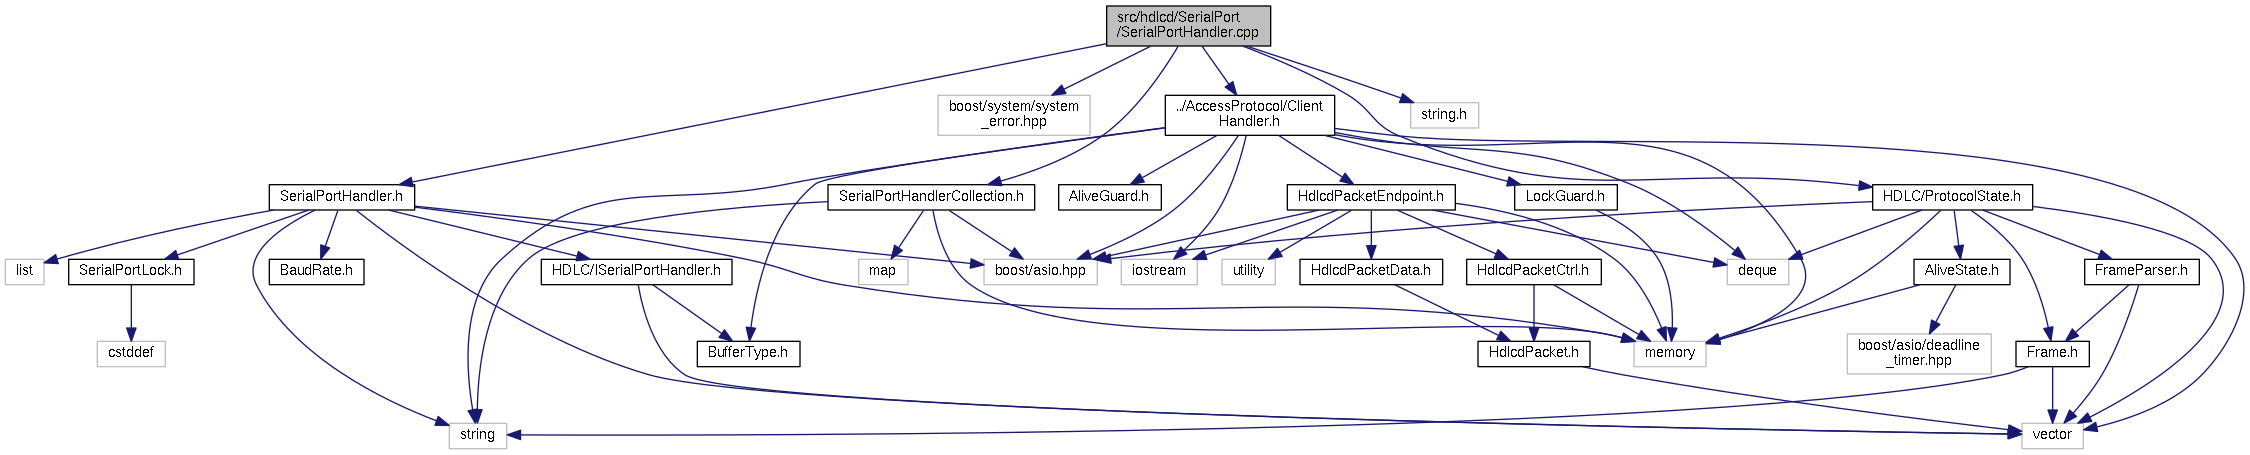 src/hdlcd/SerialPort
/SerialPortHandler.cpp
boost/system/system
_error.hpp
../AccessProtocol/Client
Handler.h
string.h
SerialPortHandler.h
SerialPortHandlerCollection.h
AliveGuard.h
HdlcdPacketEndpoint.h
LockGuard.h
HDLC/ProtocolState.h
list
SerialPortLock.h
BaudRate.h
HDLC/ISerialPortHandler.h
map
boost/asio.hpp
iostream
utility
HdlcdPacketData.h
HdlcdPacketCtrl.h
deque
AliveState.h
FrameParser.h
cstddef
BufferType.h
HdlcdPacket.h
memory
boost/asio/deadline
_timer.hpp
Frame.h
string
vector